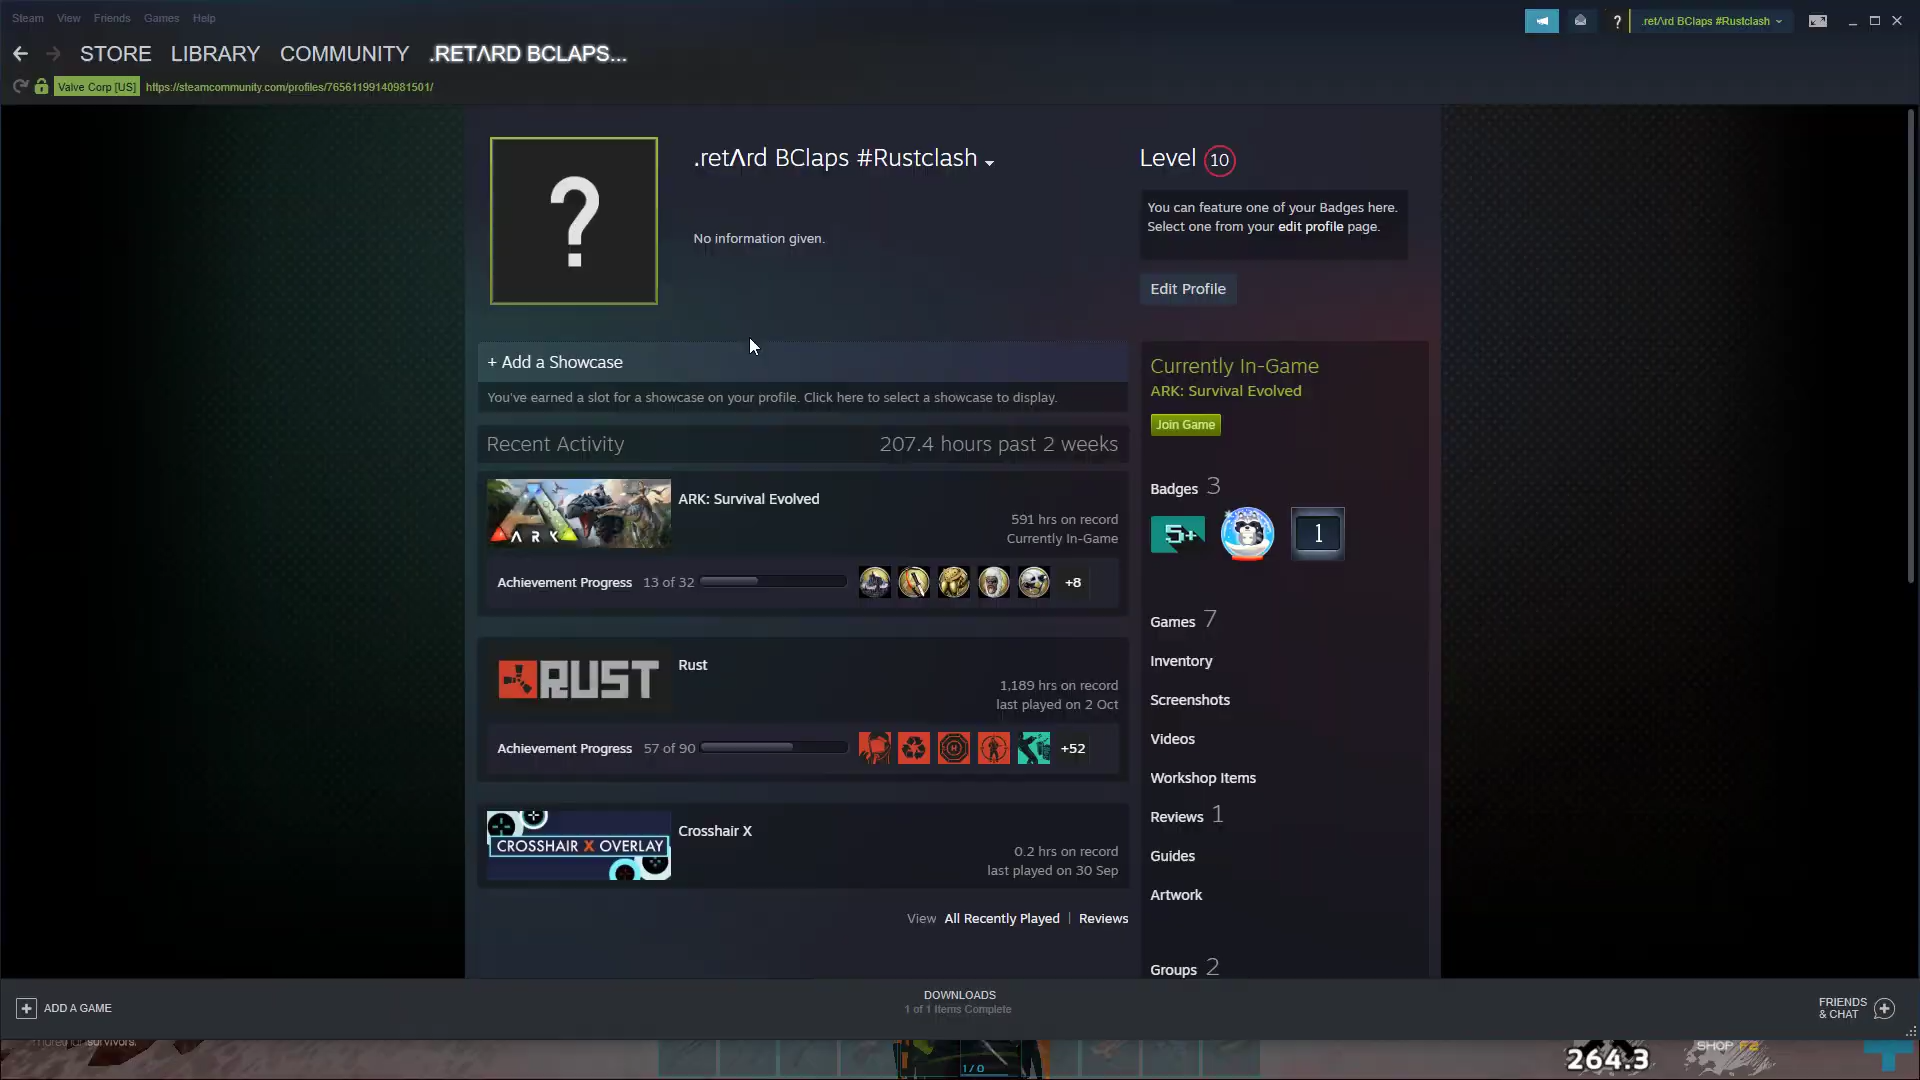 Steam View Friends Games Help
? .retΛrd BClaps #Rustclash
STORE LIBRARY COMMUNITY .RETΛRD BCLAPS...
Valve Corp [US] https://steamcommunity.com/profiles/76561199140981501/
?
.retΛrd BClaps #Rustclash
No information given.
Level 10
You can feature one of your Badges here.
Select one from your edit profile page.
Edit Profile
+ Add a Showcase
You've earned a slot for a showcase on your profile. Click here to select a showcase to display.
Recent Activity 207.4 hours past 2 weeks
ARK
ARK: Survival Evolved
591 hrs on record
Currently In-Game
Achievement Progress 13 of 32 +8
RUST
Rust
1,189 hrs on record
last played on 2 Oct
Achievement Progress 57 of 90 +52
CROSSHAIR X OVERLAY
Crosshair X
0.2 hrs on record
last played on 30 Sep
View All Recently Played | Reviews
Currently In-Game
ARK: Survival Evolved
Join Game
Badges 3
5+ 1
Games 7
Inventory
Screenshots
Videos
Workshop Items
Reviews 1
Guides
Artwork
Groups 2
+ ADD A GAME
DOWNLOADS
1 of 1 Items Complete
FRIENDS
& CHAT
survivors.
1/0
264.3
SHOP